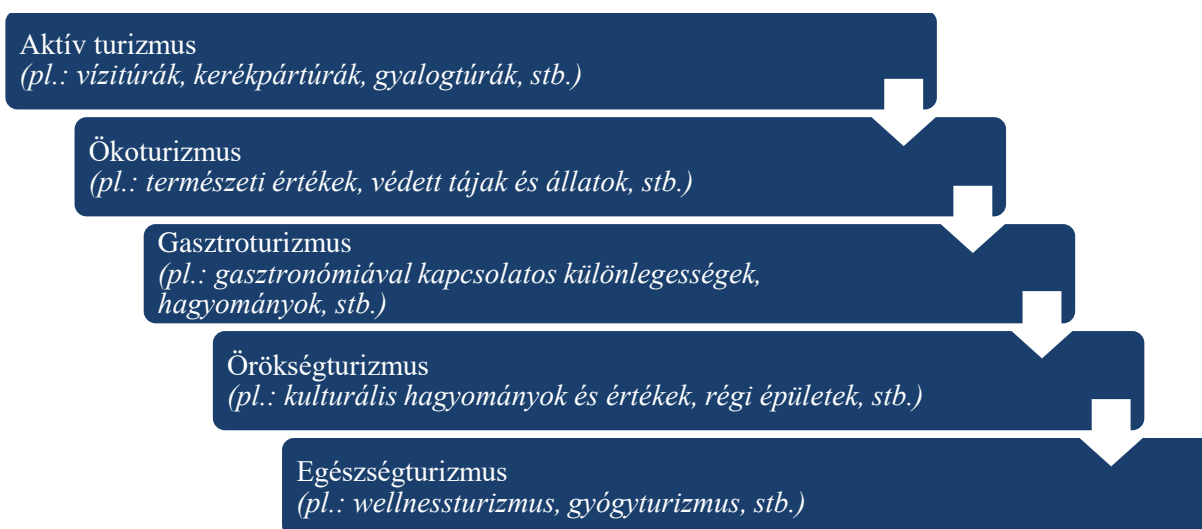 Aktív turizmus
(pl.: vízitúrák, kerékpártúrák, gyalogtúrák, stb.)
Ökoturizmus
(pl.: természeti értékek, védett tájak és állatok, stb.)
Gasztroturizmus
(pl.: gasztronómiával kapcsolatos különlegességek,
hagyományok, stb.)
Örökségturizmus
(pl.: kulturális hagyományok és értékek, régi épületek, stb.)
Egészségturizmus
(pl.: wellnessturizmus, gyógyturizmus, stb.)